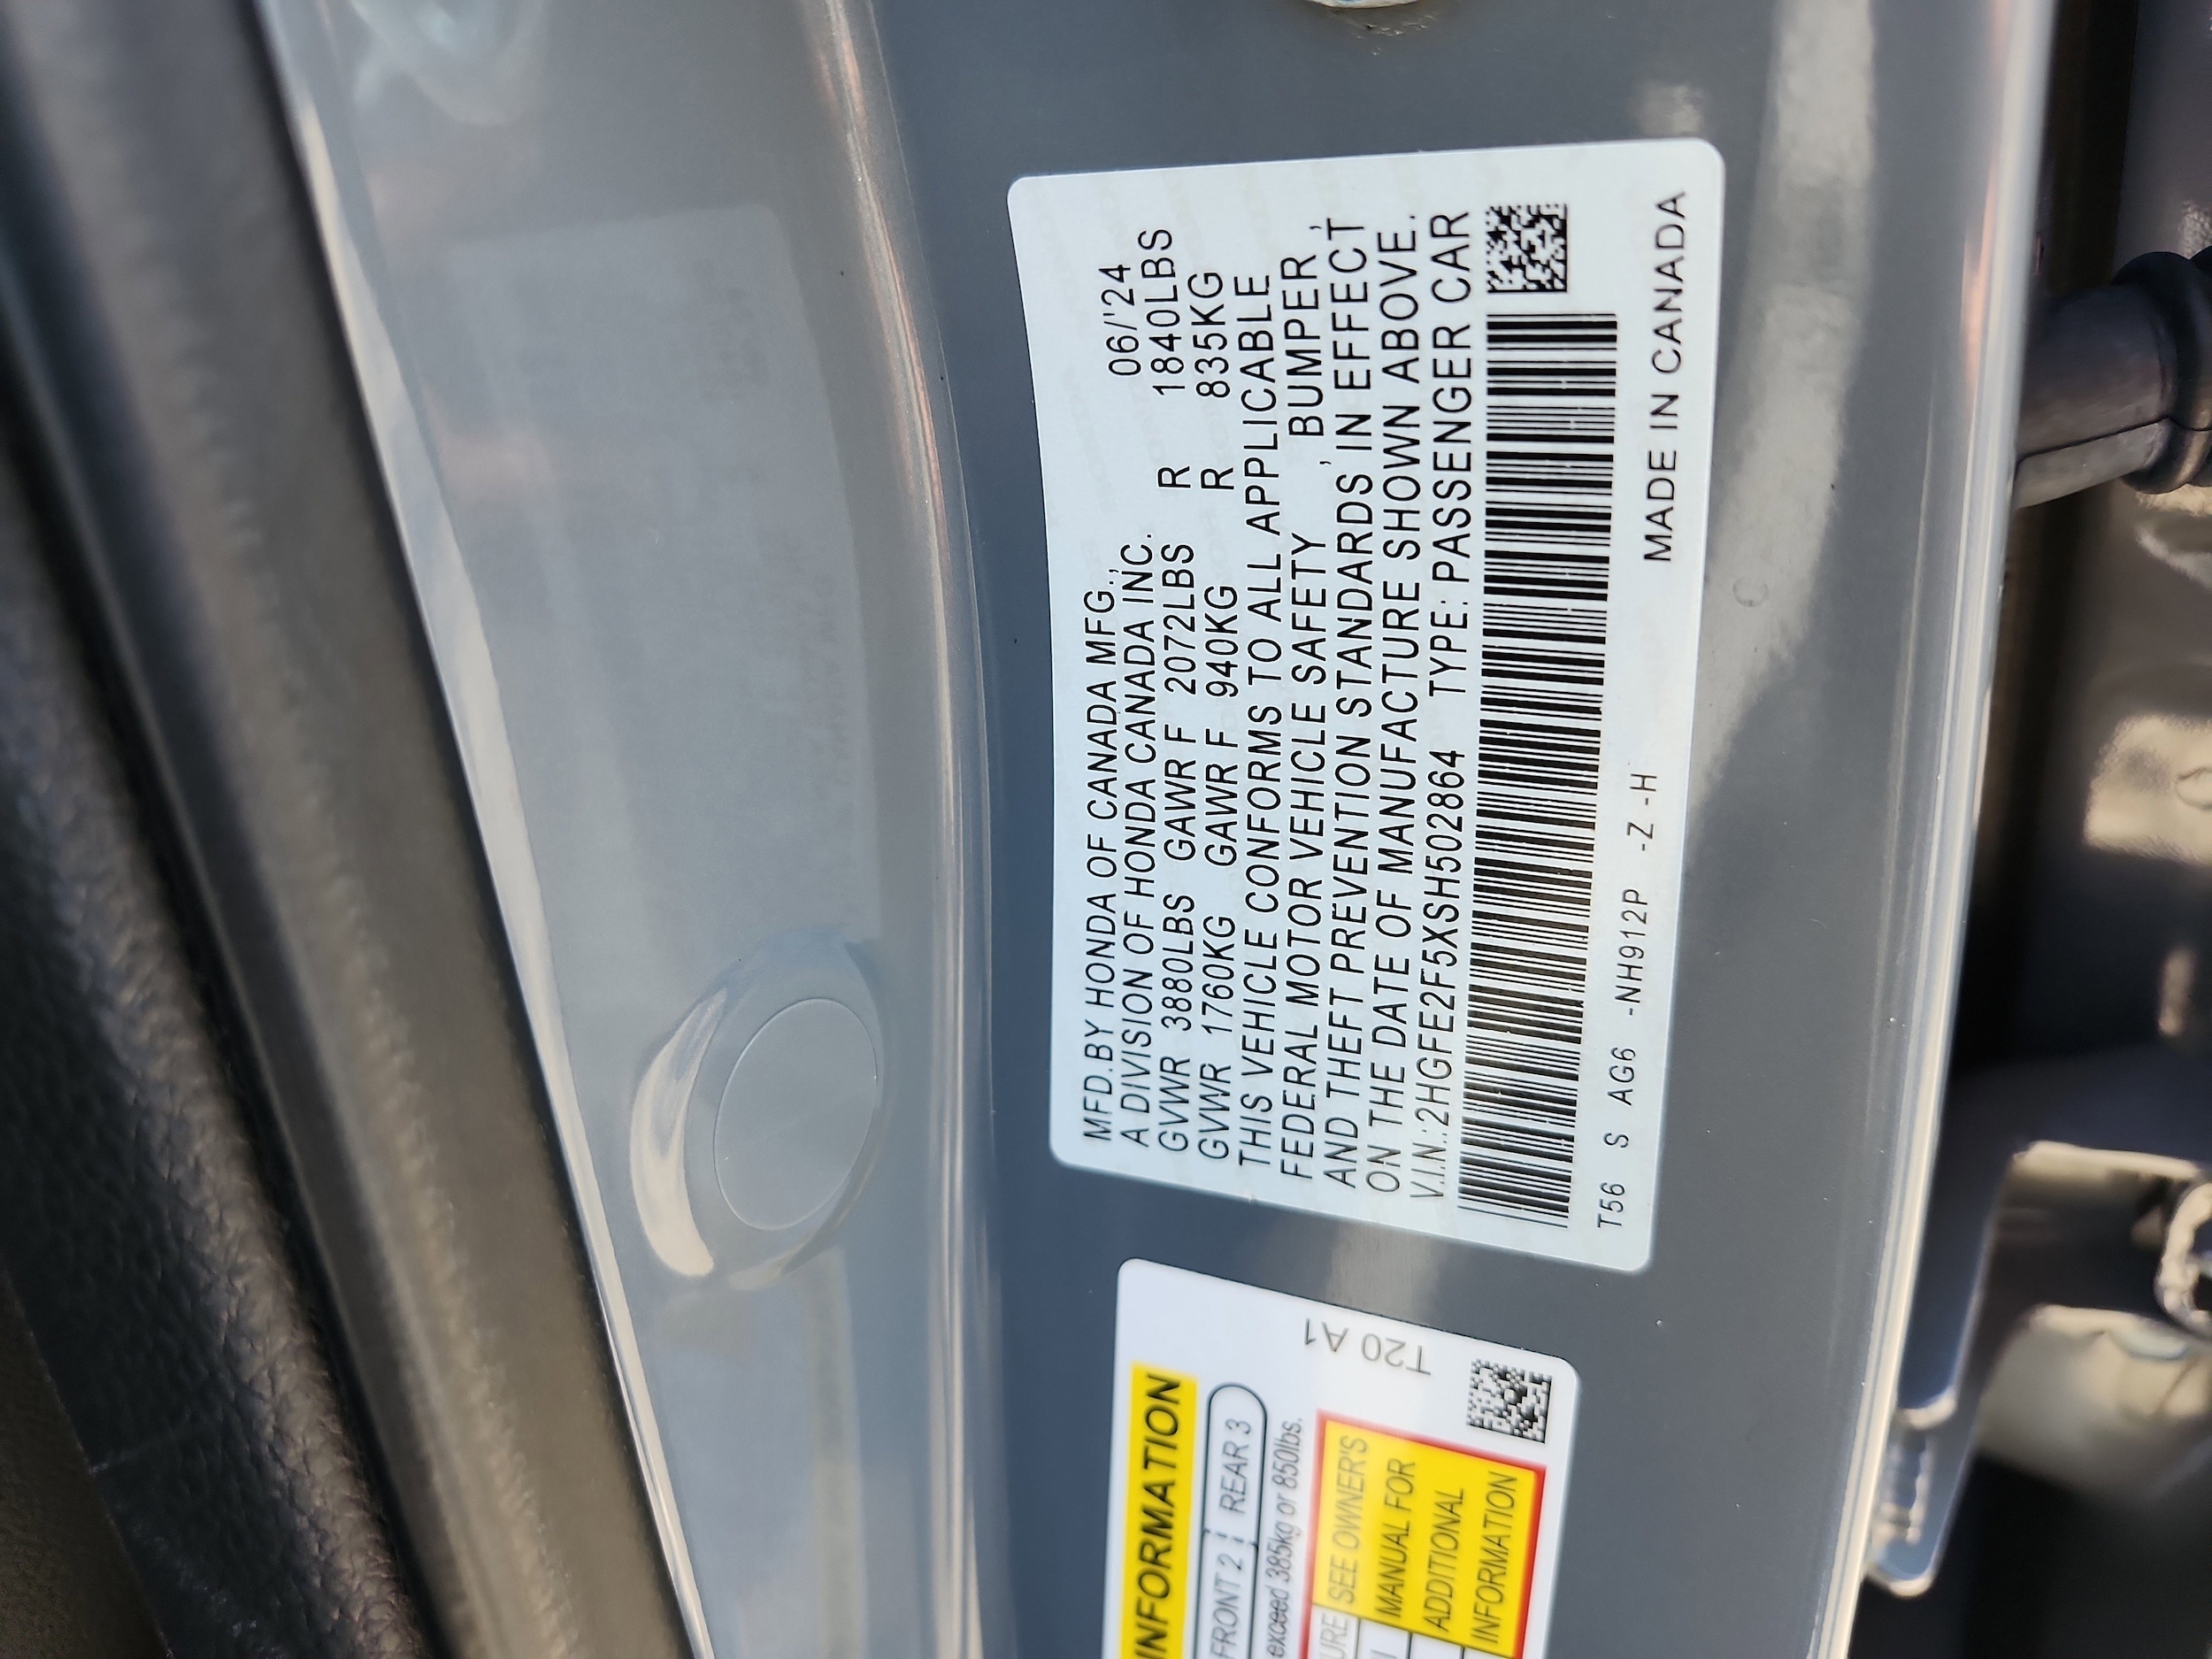 MFD.BY HONDA OF CANADA MFG.,
A DIVISION OF HONDA CANADA INC. 06/'24
GVWR 3880LBS GAWR F 2072LBS R 1840LBS
GVWR 1760KG GAWR F 940KG R 835KG
THIS VEHICLE CONFORMS TO ALL APPLICABLE
FEDERAL MOTOR VEHICLE SAFETY , BUMPER ,
AND THEFT PREVENTION STANDARDS IN EFFECT
ON THE DATE OF MANUFACTURE SHOWN ABOVE.
V.I.N.:2HGFE2F5XSH502864 TYPE: PASSENGER CAR
T56 S AG6 -NH912P -Z -H
MADE IN CANADA
INFORMATION
FRONT 2 REAR 3
exceed 385kg or 850lbs.
SEE OWNER'S
MANUAL FOR
ADDITIONAL
INFORMATION
T20 A1